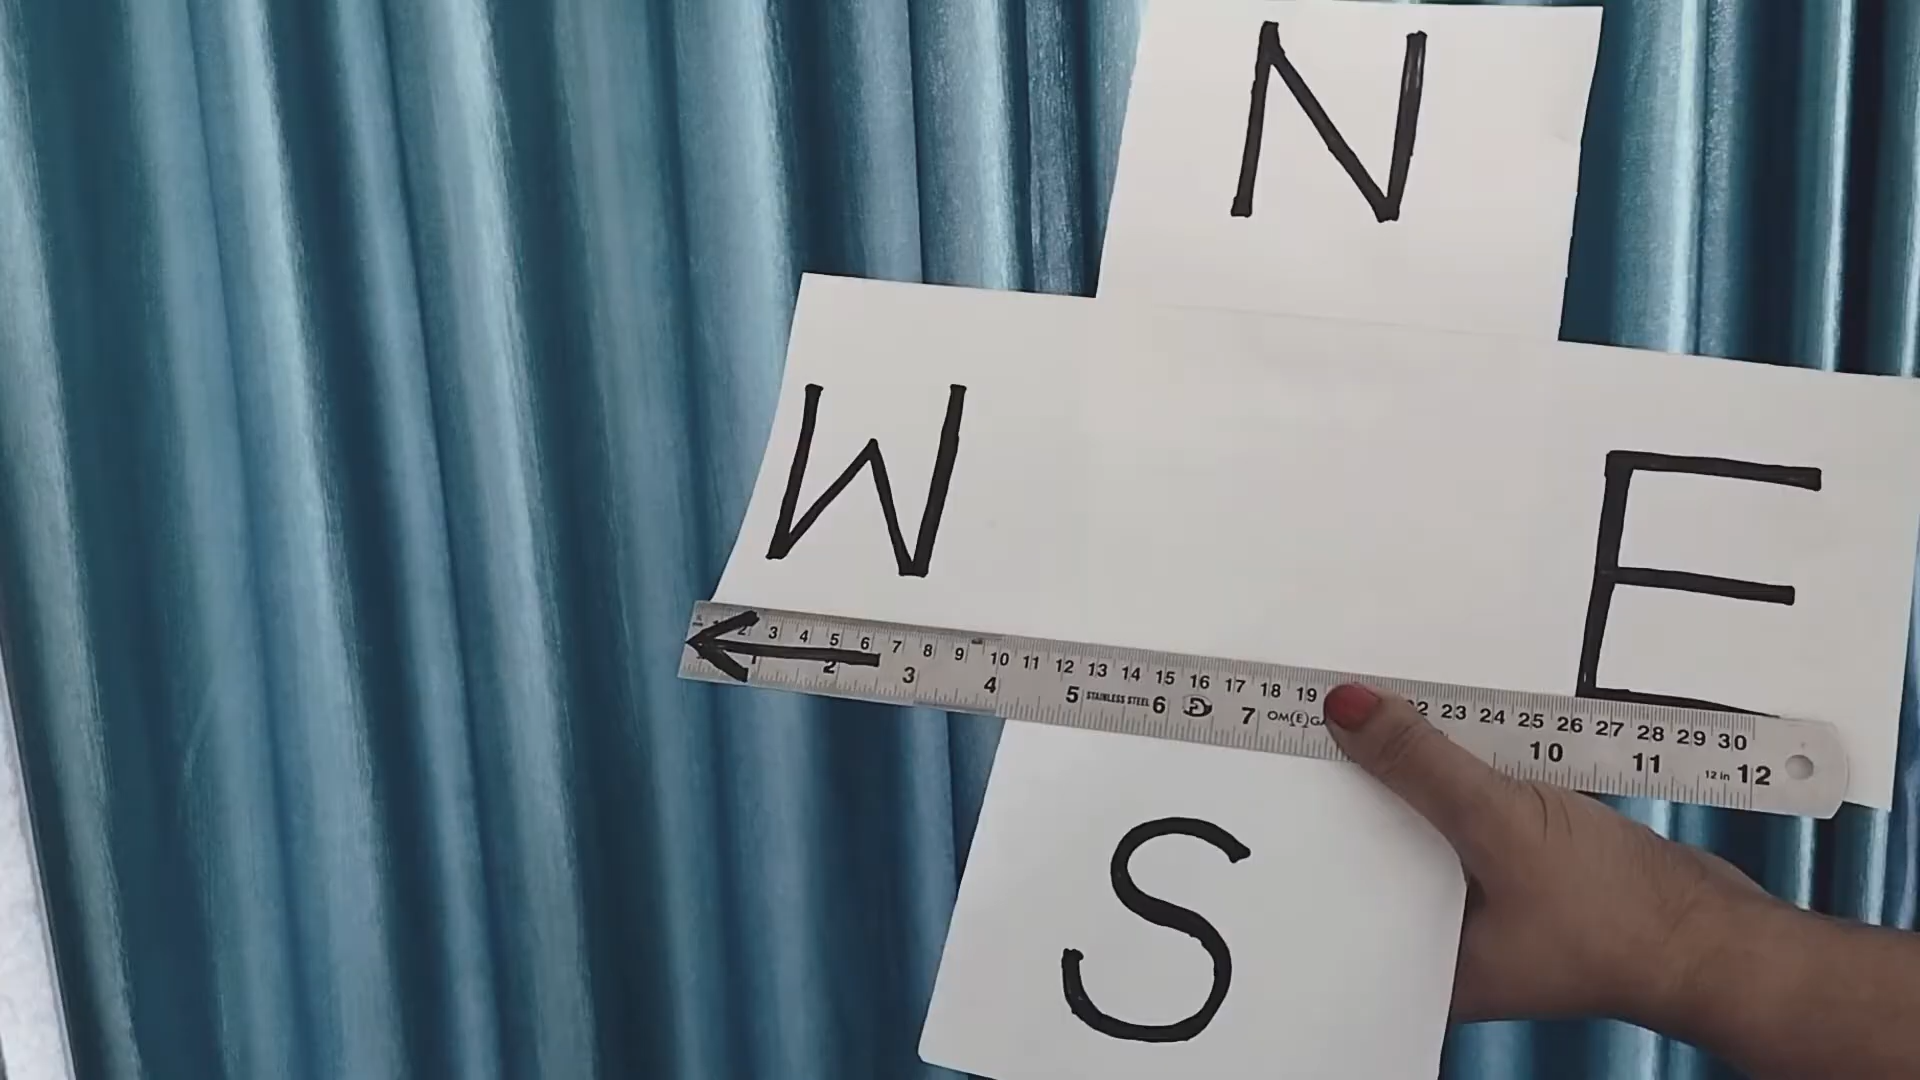 N
W
E
2 3 4 5 6 7 8 9 10 11 12 13 14 15 16 17 18 19 22 23 24 25 26 27 28 29 30
1 2 3 4 5 STAINLESS STEEL 6 7 OM(E)GA 10 11 12 in 12
S